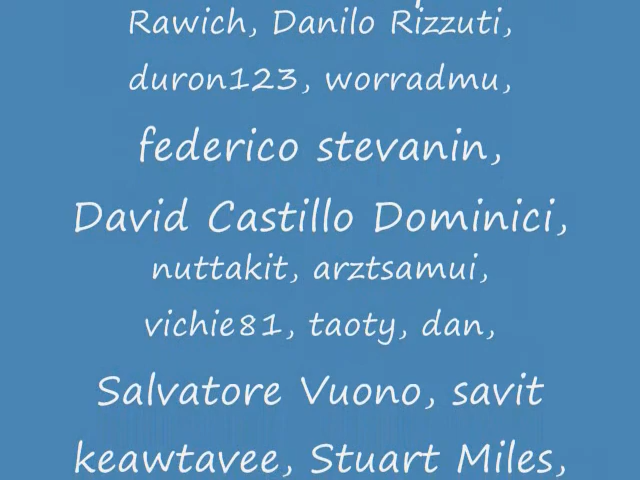 Rawich, Danilo Rizzuti,
duron123, worradmu,
federico stevanin,
David Castillo Dominici,
nuttakit, arztsamui,
vichie81, taoty, dan,
Salvatore Vuono, savit
keawtavee, Stuart Miles,